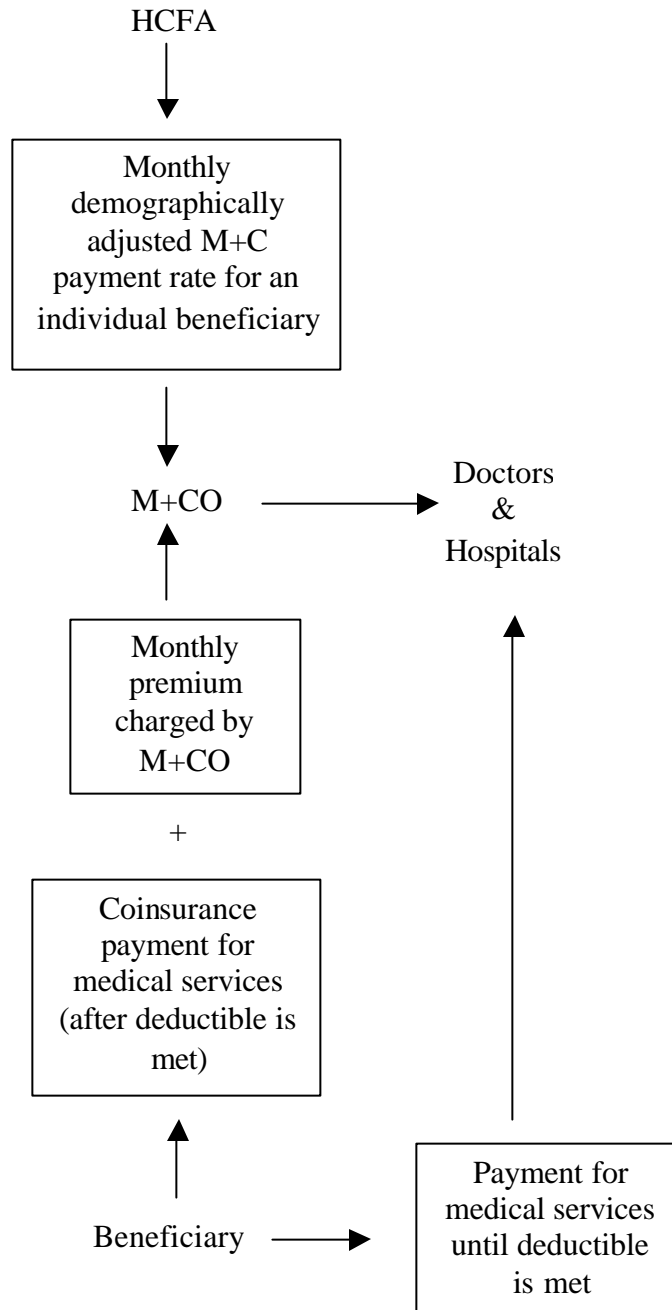 HCFA
Monthly
demographically
adjusted M+C
payment rate for an
individual beneficiary
M+CO
Doctors
&
Hospitals
Monthly
premium
charged by
M+CO
+
Coinsurance
payment for
medical services
(after deductible is
met)
Beneficiary
Payment for
medical services
until deductible
is met